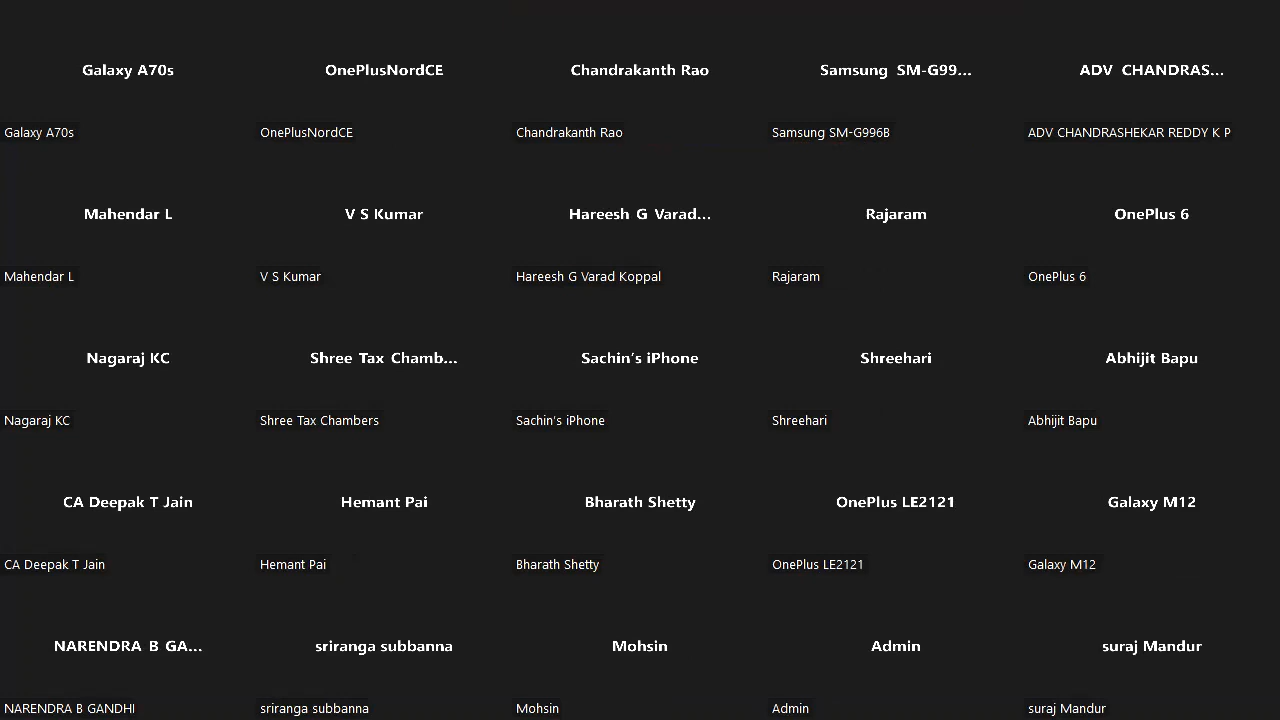 Galaxy A70s
OnePlusNordCE
Chandrakanth Rao
Samsung SM-G99...
ADV CHANDRAS...
Galaxy A70s
OnePlusNordCE
Chandrakanth Rao
Samsung SM-G996B
ADV CHANDRASHEKAR REDDY K P
Mahendar L
V S Kumar
Hareesh G Varad...
Rajaram
OnePlus 6
Mahendar L
V S Kumar
Hareesh G Varad Koppal
Rajaram
OnePlus 6
Nagaraj KC
Shree Tax Chamb...
Sachin's iPhone
Shreehari
Abhijit Bapu
Nagaraj KC
Shree Tax Chambers
Sachin's iPhone
Shreehari
Abhijit Bapu
CA Deepak T Jain
Hemant Pai
Bharath Shetty
OnePlus LE2121
Galaxy M12
CA Deepak T Jain
Hemant Pai
Bharath Shetty
OnePlus LE2121
Galaxy M12
NARENDRA B GA...
sriranga subbanna
Mohsin
Admin
suraj Mandur
NARENDRA B GANDHI
sriranga subbanna
Mohsin
Admin
suraj Mandur